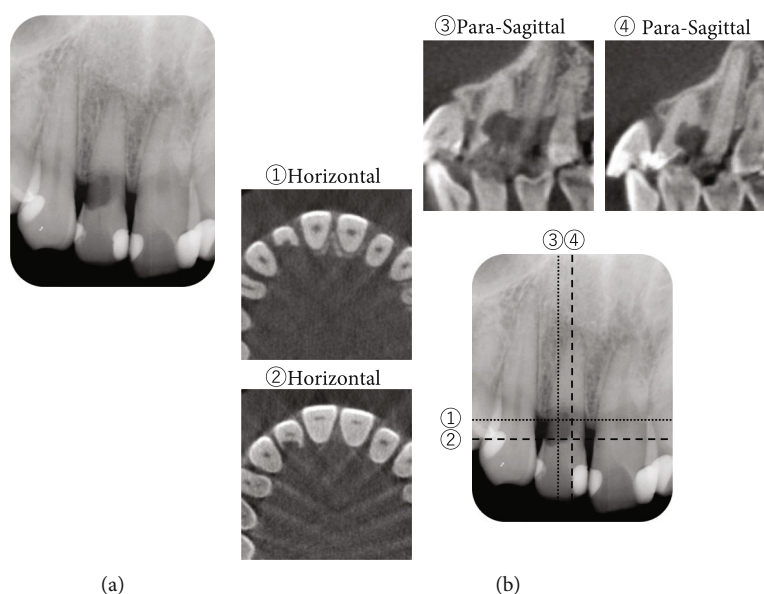 ③Para-Sagittal
④ Para-Sagittal
①Horizontal
③④
②Horizontal
①
②
(a)
(b)